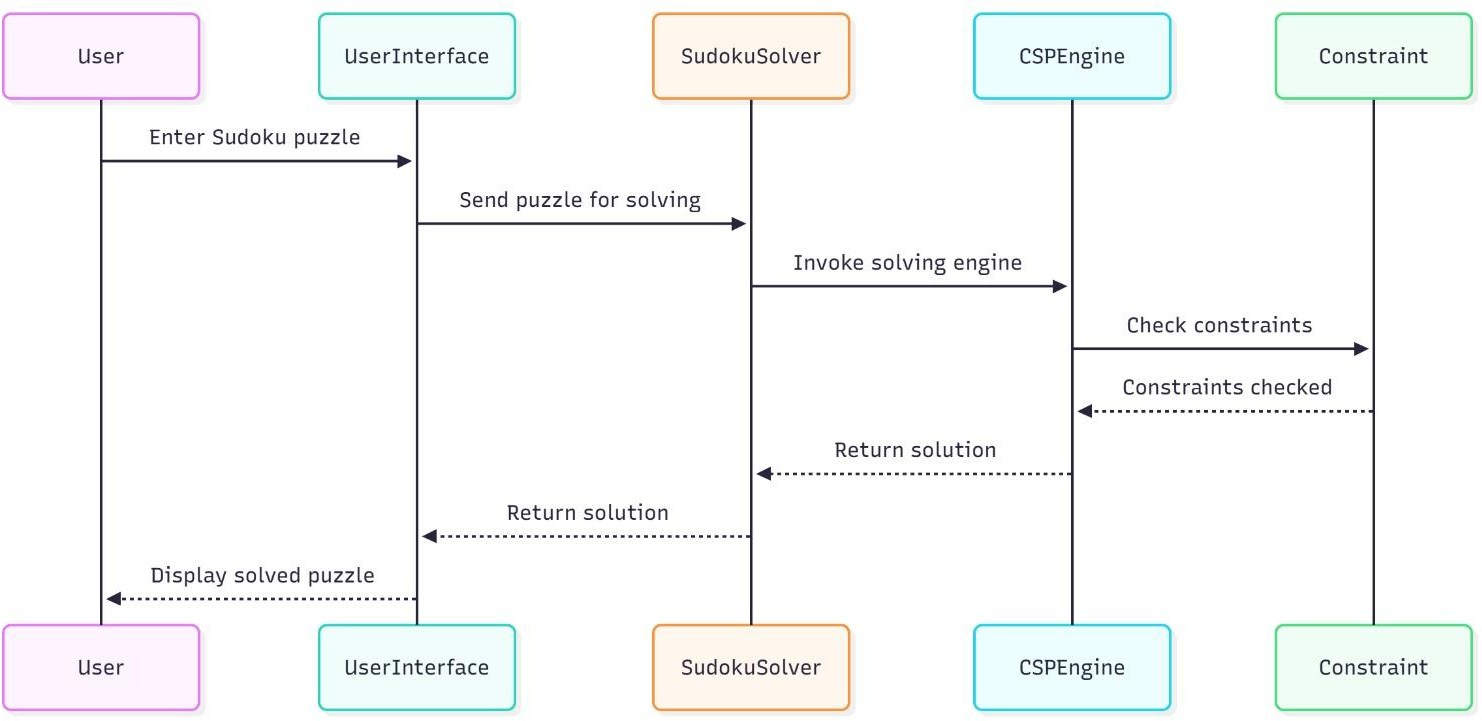 User
UserInterface
SudokuSolver
CSPEngine
Constraint
Enter Sudoku puzzle
Send puzzle for solving
Invoke solving engine
Check constraints
Constraints checked
Return solution
Return solution
Display solved puzzle
User
UserInterface
SudokuSolver
CSPEngine
Constraint